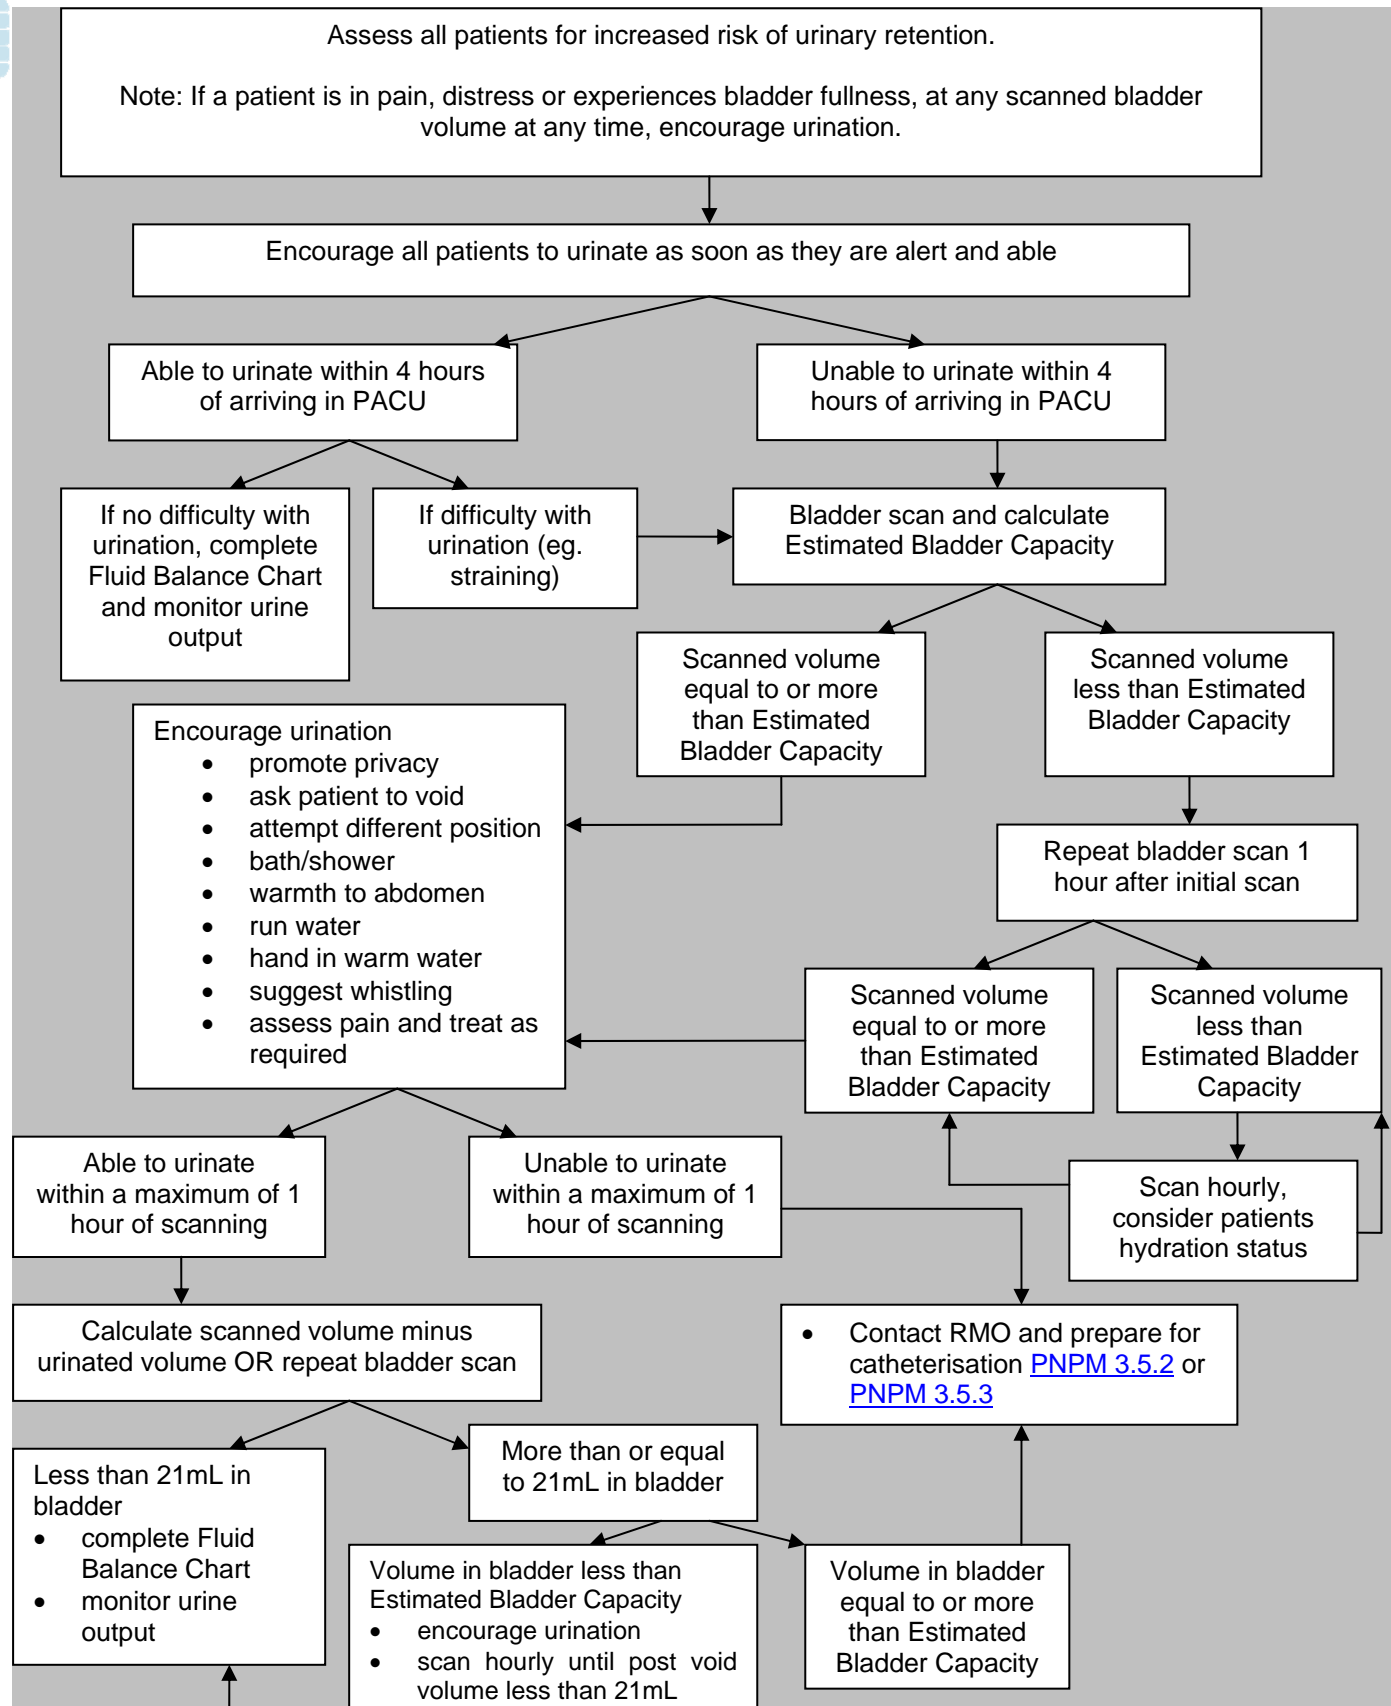 Assess all patients for increased risk of urinary retention.
Note: If a patient is in pain, distress or experiences bladder fullness, at any scanned bladder
volume at any time, encourage urination.
Encourage all patients to urinate as soon as they are alert and able
Able to urinate within 4 hours
of arriving in PACU
Unable to urinate within 4
hours of arriving in PACU
If no difficulty with
urination, complete
Fluid Balance Chart
and monitor urine
output
If difficulty with
urination (eg.
straining)
Bladder scan and calculate
Estimated Bladder Capacity
Scanned volume
equal to or more
than Estimated
Bladder Capacity
Scanned volume
less than Estimated
Bladder Capacity
Encourage urination
• promote privacy
• ask patient to void
• attempt different position
• bath/shower
• warmth to abdomen
• run water
• hand in warm water
• suggest whistling
• assess pain and treat as
required
Repeat bladder scan 1
hour after initial scan
Scanned volume
equal to or more
than Estimated
Bladder Capacity
Scanned volume
less than
Estimated Bladder
Capacity
Able to urinate
within a maximum of 1
hour of scanning
Unable to urinate
within a maximum of 1
hour of scanning
Scan hourly,
consider patients
hydration status
Calculate scanned volume minus
urinated volume OR repeat bladder scan
• Contact RMO and prepare for
catheterisation PNPM 3.5.2 or
PNPM 3.5.3
Less than 21mL in
bladder
• complete Fluid
Balance Chart
• monitor urine
output
More than or equal
to 21mL in bladder
Volume in bladder less than
Estimated Bladder Capacity
• encourage urination
• scan hourly until post void
volume less than 21mL
Volume in bladder
equal to or more
than Estimated
Bladder Capacity